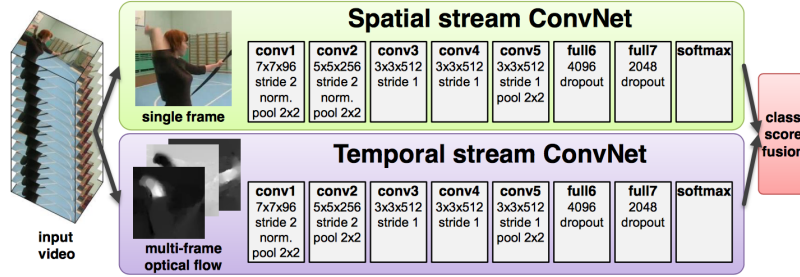 Spatial stream ConvNet
conv1
7x7x96
stride 2
norm.
pool 2x2
conv2
5x5x256
stride 2
norm.
pool 2x2
conv3
3x3x512
stride 1
conv4
3x3x512
stride 1
conv5
3x3x512
stride 1
pool 2x2
full6
4096
dropout
full7
2048
dropout
softmax
single frame
Temporal stream ConvNet
conv1
7x7x96
stride 2
norm.
pool 2x2
conv2
5x5x256
stride 2
pool 2x2
conv3
3x3x512
stride 1
conv4
3x3x512
stride 1
conv5
3x3x512
stride 1
pool 2x2
full6
4096
dropout
full7
2048
dropout
softmax
input
video
multi-frame
optical flow
class
score
fusion